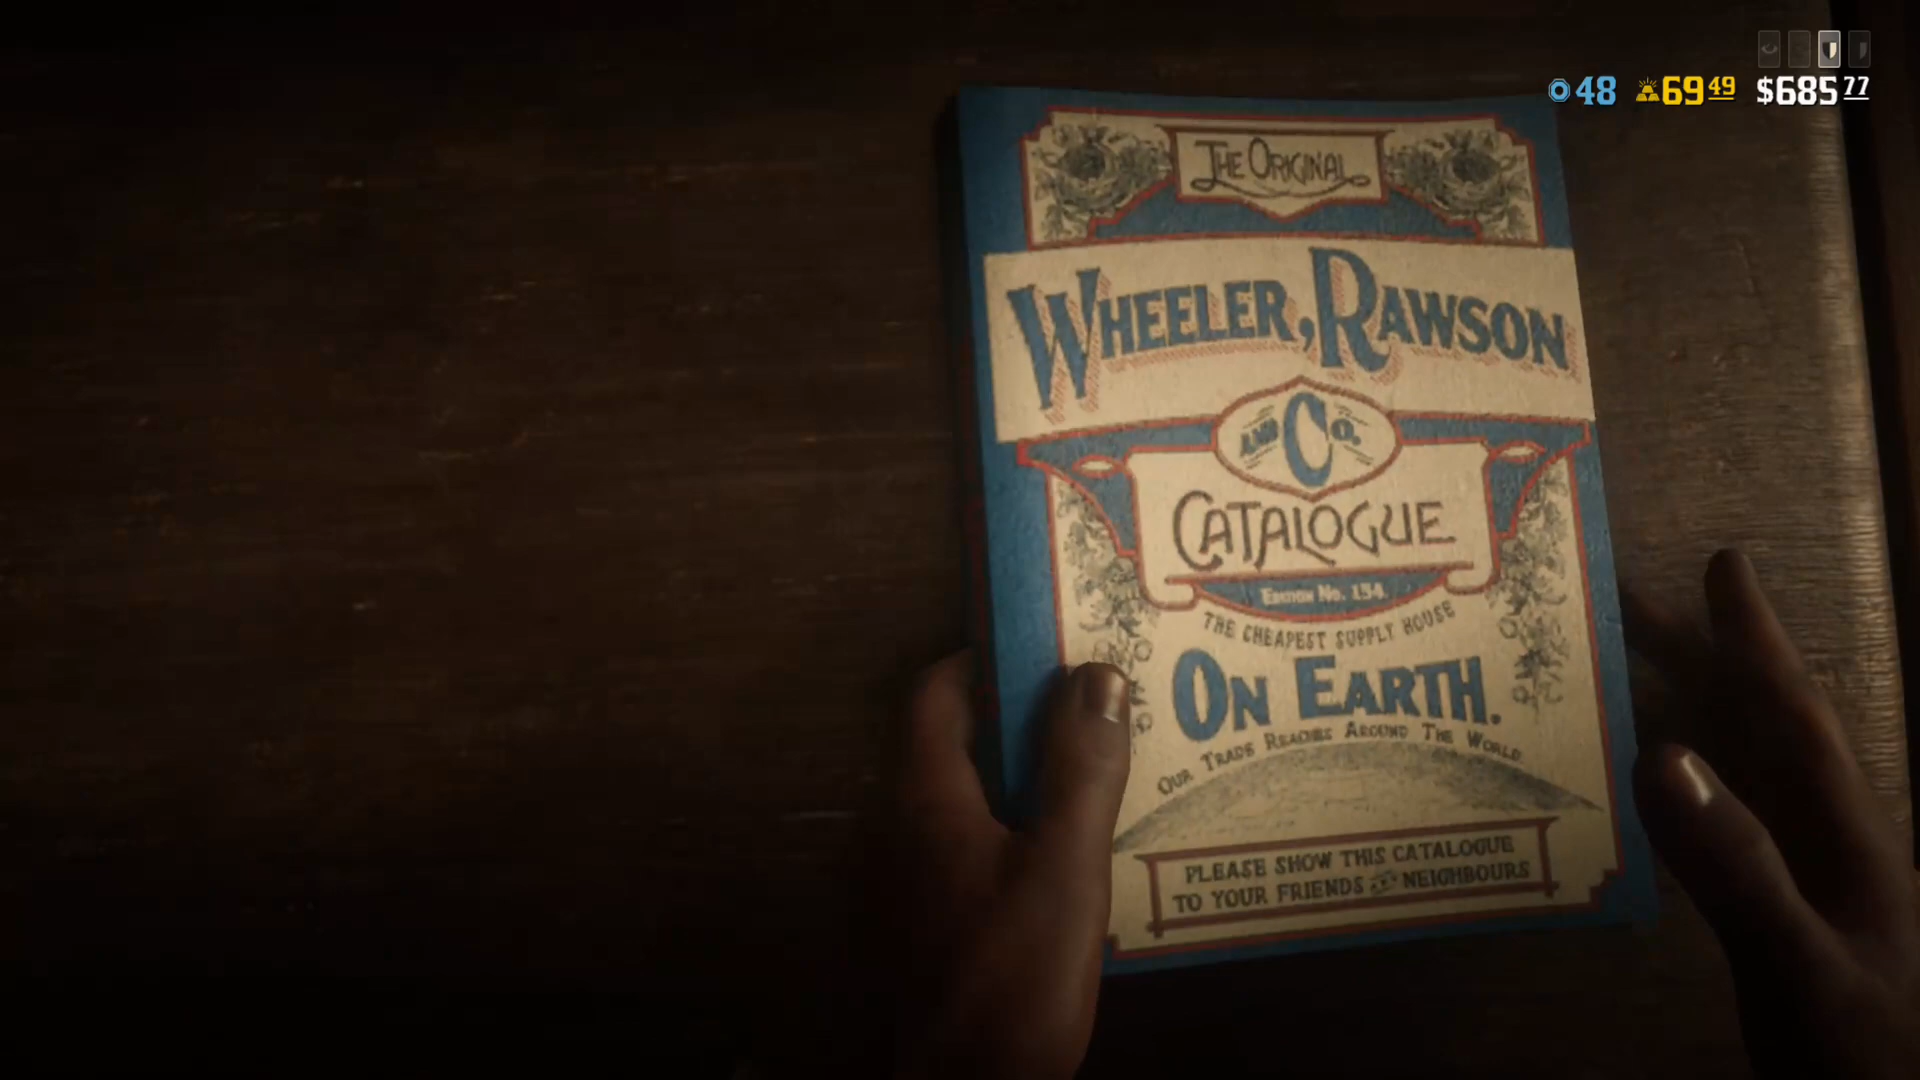 48 69 49 $685 77
THE ORIGINAL
WHEELER, RAWSON
AND CO.
CATALOGUE
EDITION No. 134.
THE CHEAPEST SUPPLY HOUSE
ON EARTH.
OUR TRADE REACHES AROUND THE WORLD
PLEASE SHOW THIS CATALOGUE
TO YOUR FRIENDS AND NEIGHBOURS